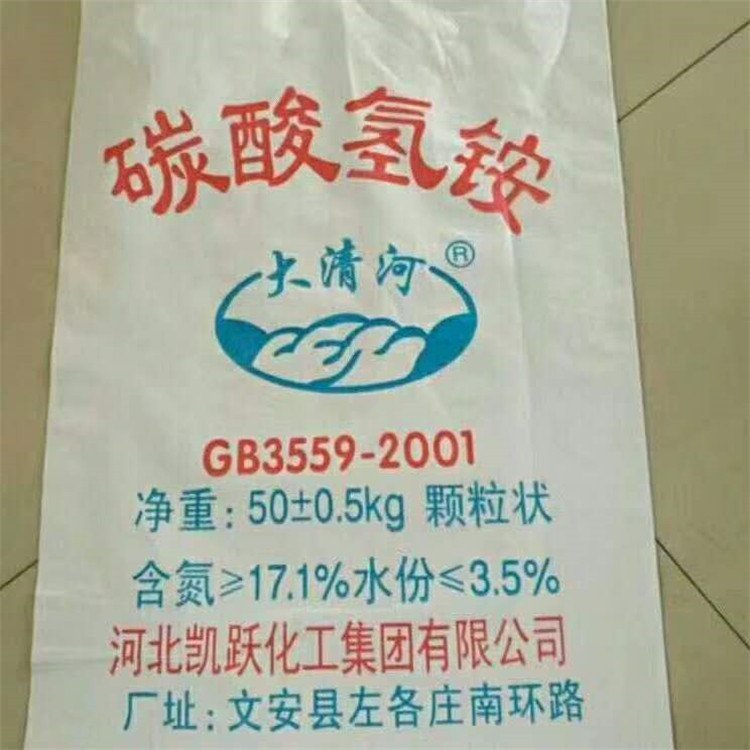 碳酸氢铵
大清河®
GB3559-2001
净重:50±0.5kg 颗粒状
含氮≥17.1%水份≤3.5%
河北凯跃化工集团有限公司
厂址:文安县左各庄南环路